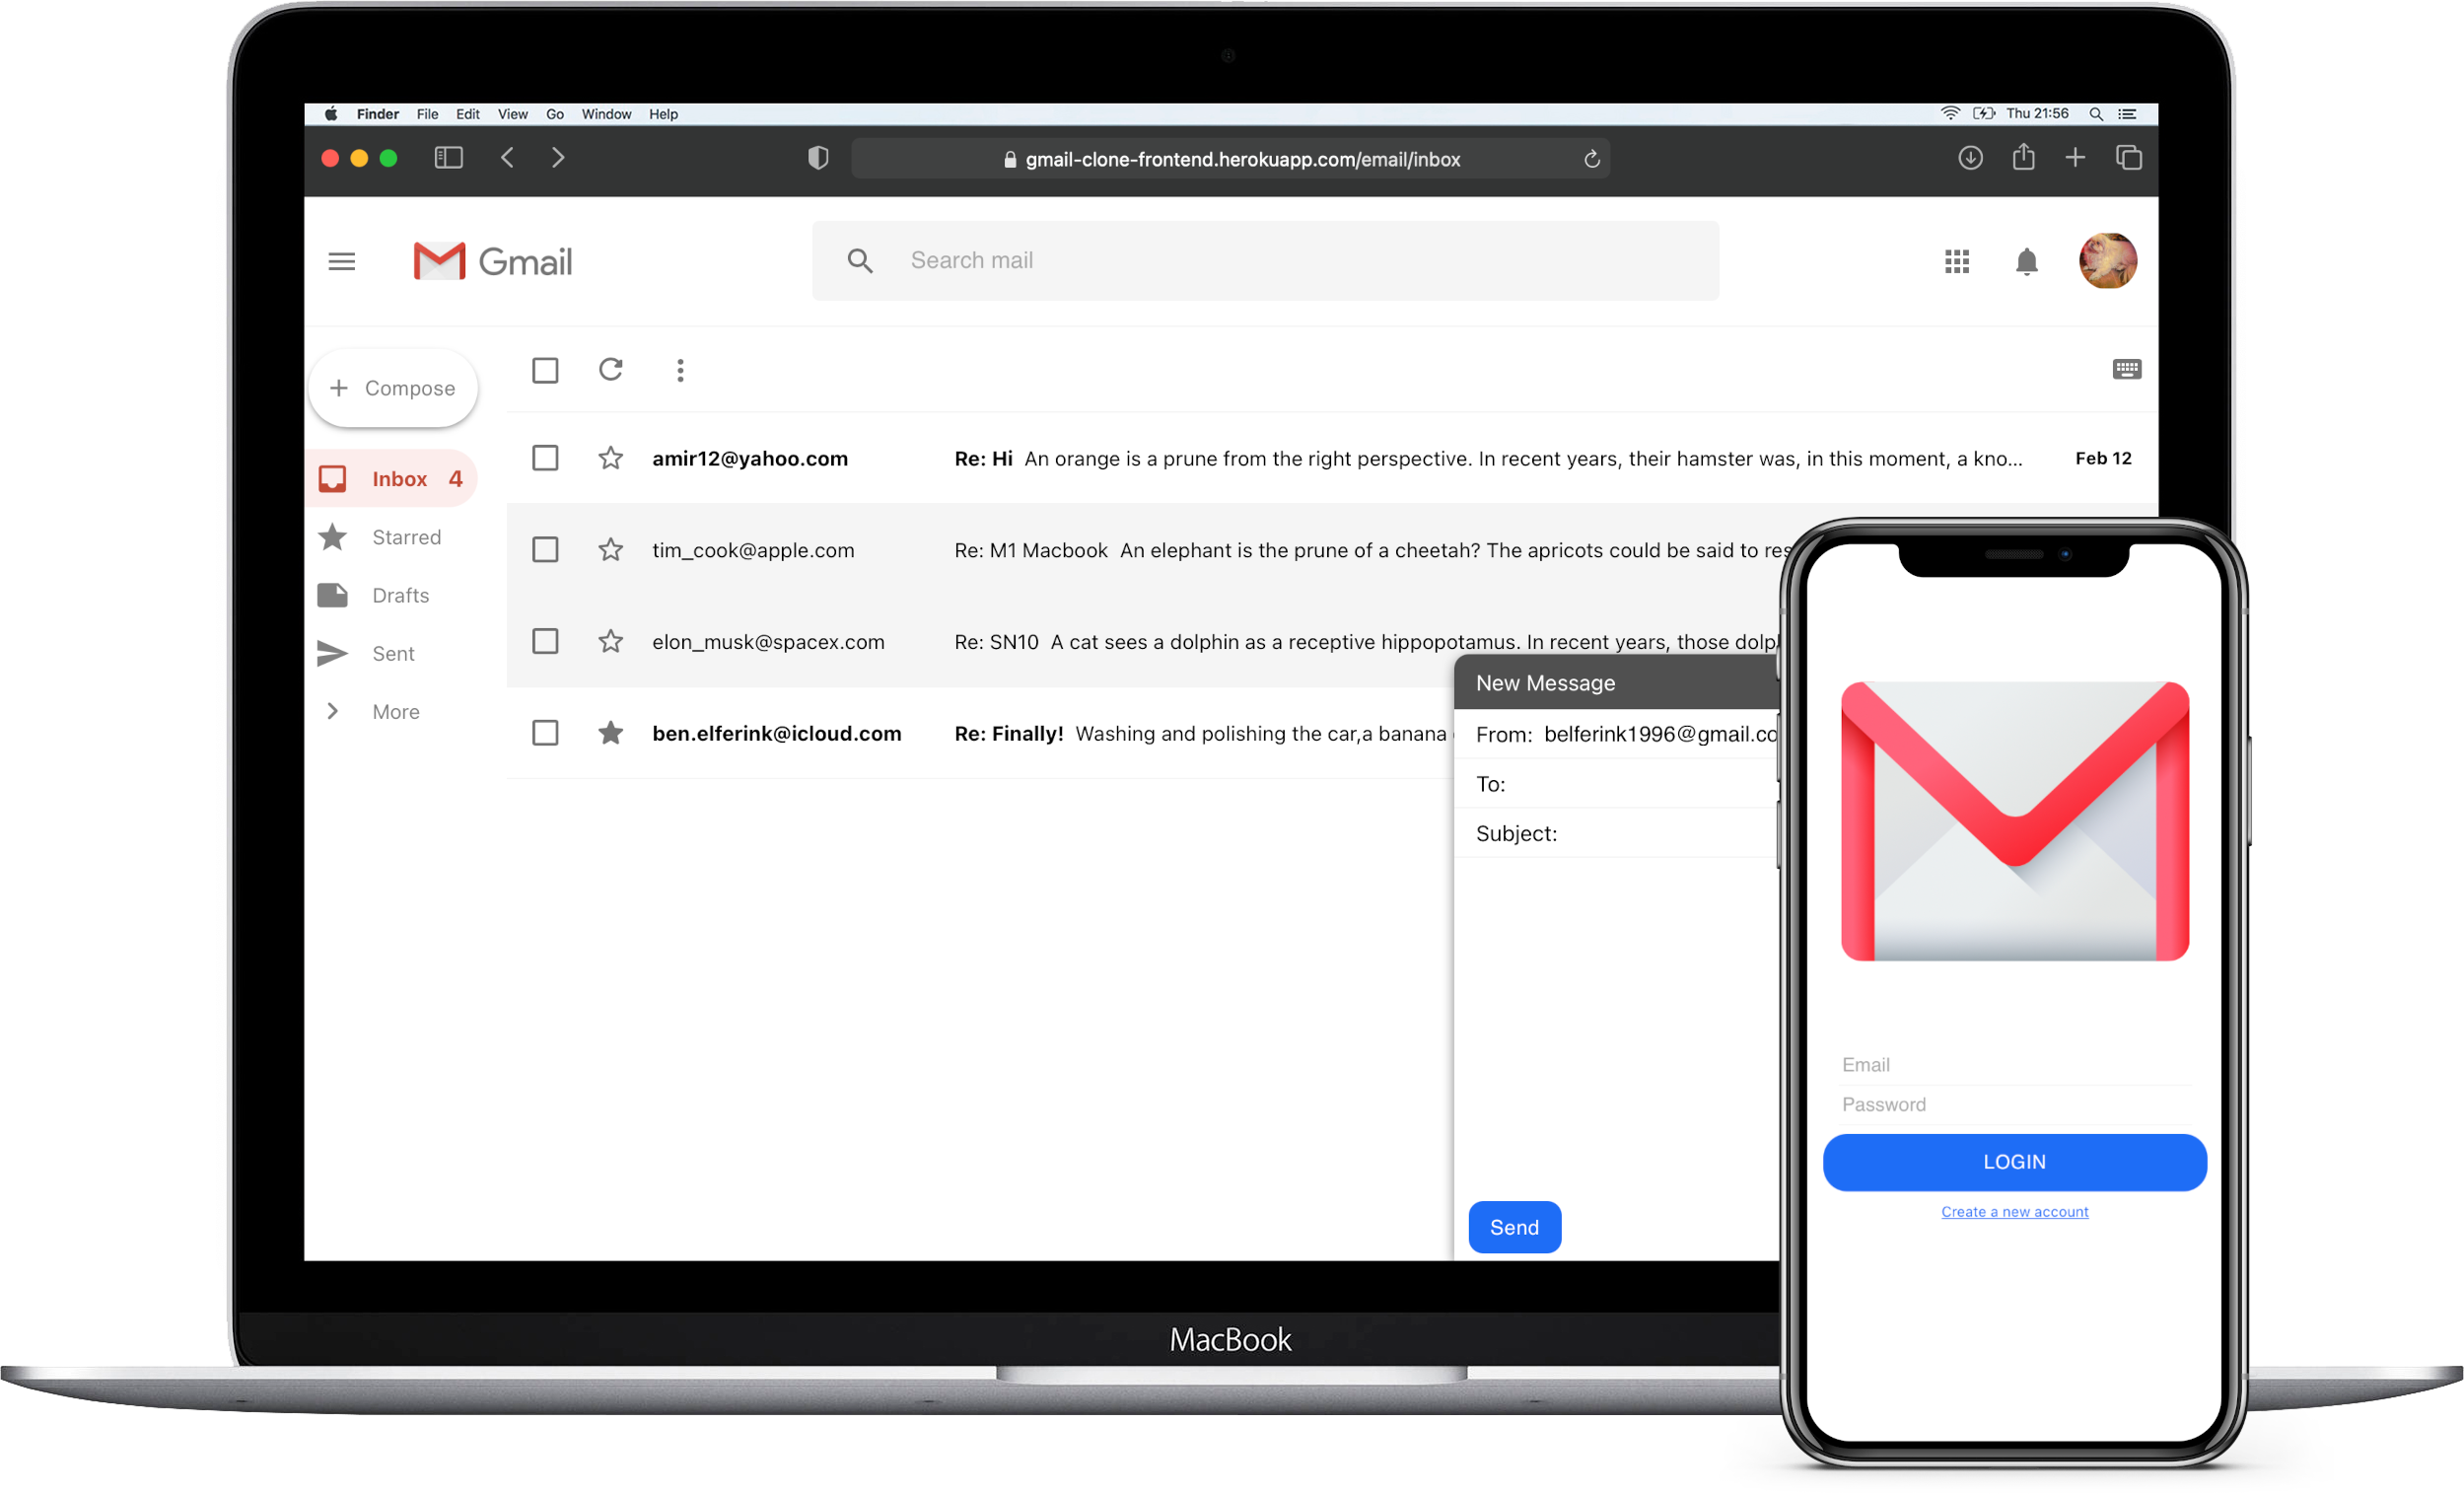 Finder File Edit View Go Window Help Thu 21:56
gmail-clone-frontend.herokuapp.com/email/inbox
Gmail Search mail
Compose
amir12@yahoo.com Re: Hi An orange is a prune from the right perspective. In recent years, their hamster was, in this moment, a kno... Feb 12
Inbox 4
Starred
tim_cook@apple.com Re: M1 Macbook An elephant is the prune of a cheetah? The apricots could be said to
Drafts
elon_musk@spacex.com Re: SN10 A cat sees a dolphin as a receptive hippopotamus. In recent years, those
Sent
More
ben.elferink@icloud.com Re: Finally! Washing and polishing the car,a banana
New Message
From: belferink1996@gmail.co
To:
Subject:
Send
MacBook
Email
Password
LOGIN
Create a new account